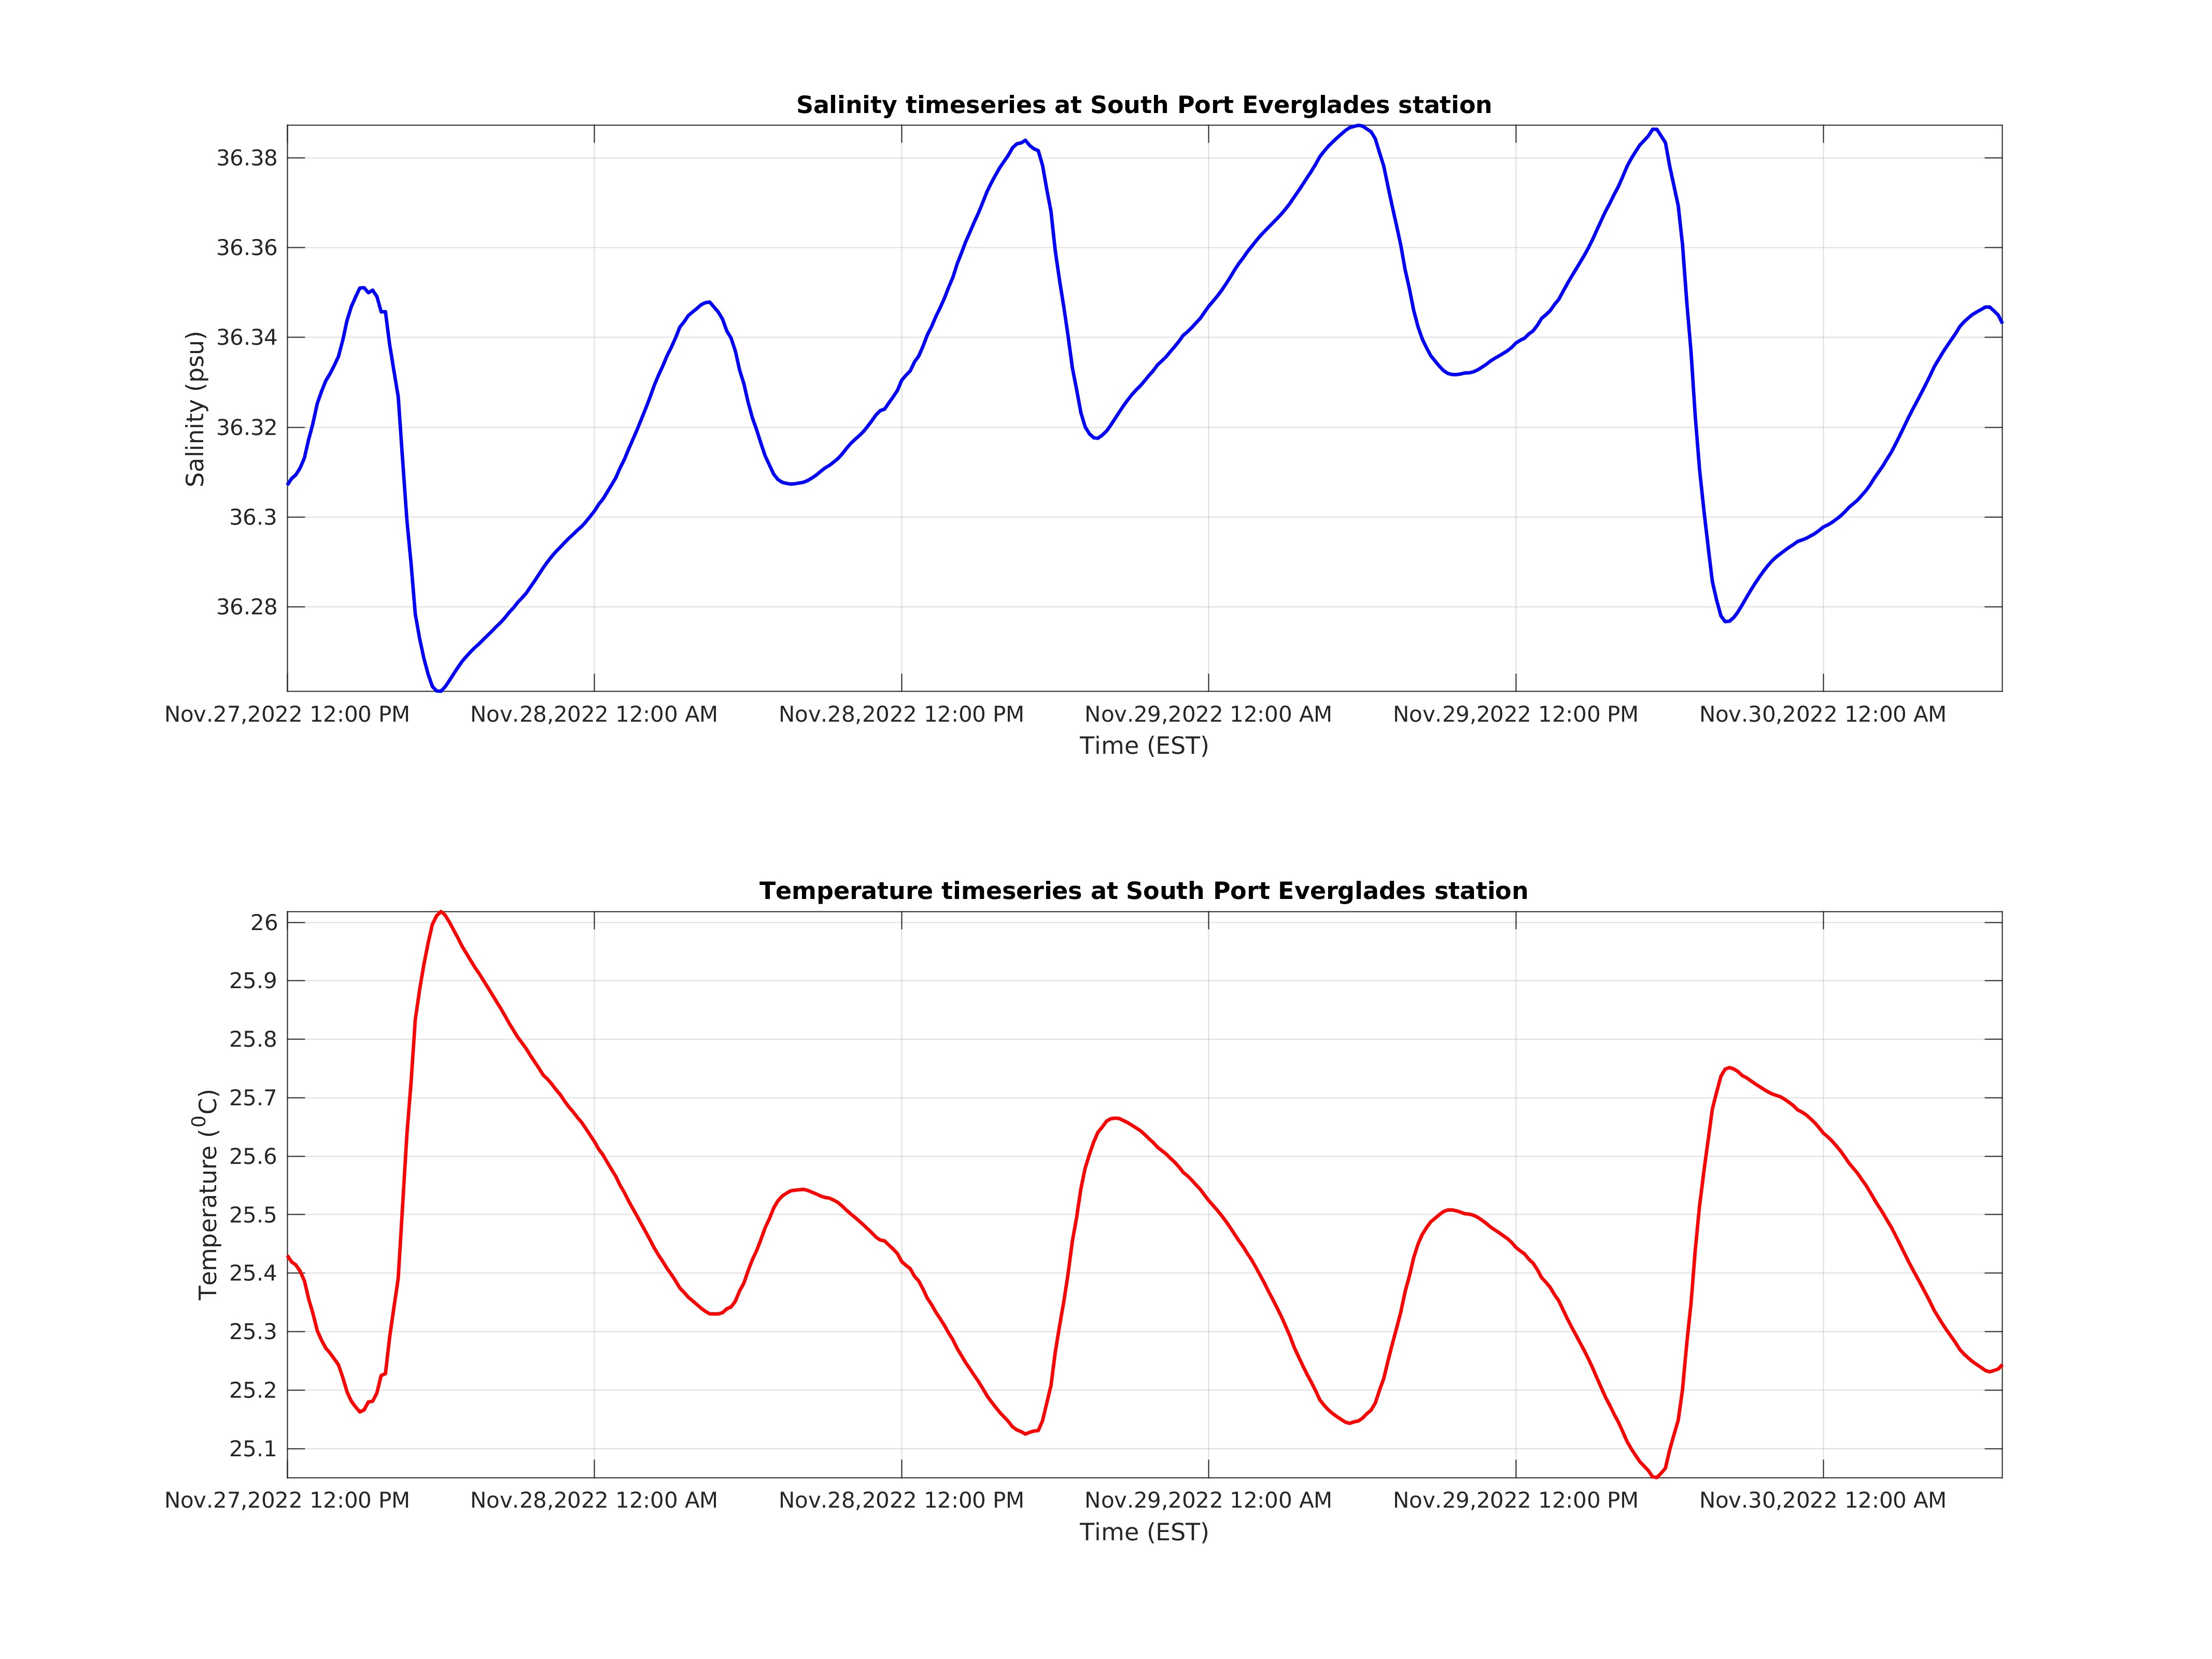 Salinity timeseries at South Port Everglades station
36.38
36.36
36.34
36.32
36.3
36.28
Salinity (psu)
Nov.27,2022 12:00 PM Nov.28,2022 12:00 AM Nov.28,2022 12:00 PM Nov.29,2022 12:00 AM Nov.29,2022 12:00 PM Nov.30,2022 12:00 AM
Time (EST)
Temperature timeseries at South Port Everglades station
26
25.9
25.8
25.7
25.6
25.5
25.4
25.3
25.2
25.1
Temperature (⁰C)
Nov.27,2022 12:00 PM Nov.28,2022 12:00 AM Nov.28,2022 12:00 PM Nov.29,2022 12:00 AM Nov.29,2022 12:00 PM Nov.30,2022 12:00 AM
Time (EST)